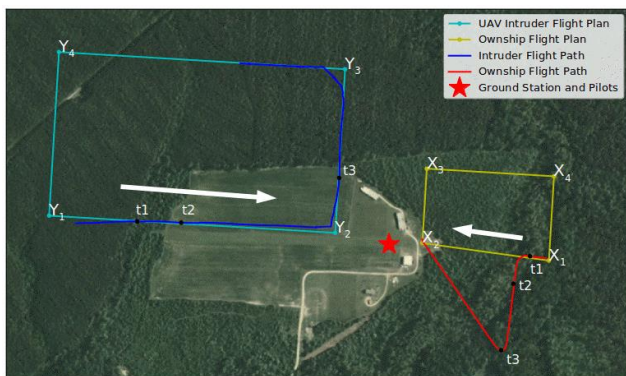 UAV Intruder Flight Plan
Ownship Flight Plan
Intruder Flight Path
Ownship Flight Path
Ground Station and Pilots
Y4
Y3
X3
X4
t3
Y1
t1
t2
Y2
X2
X1
t1
t2
t3